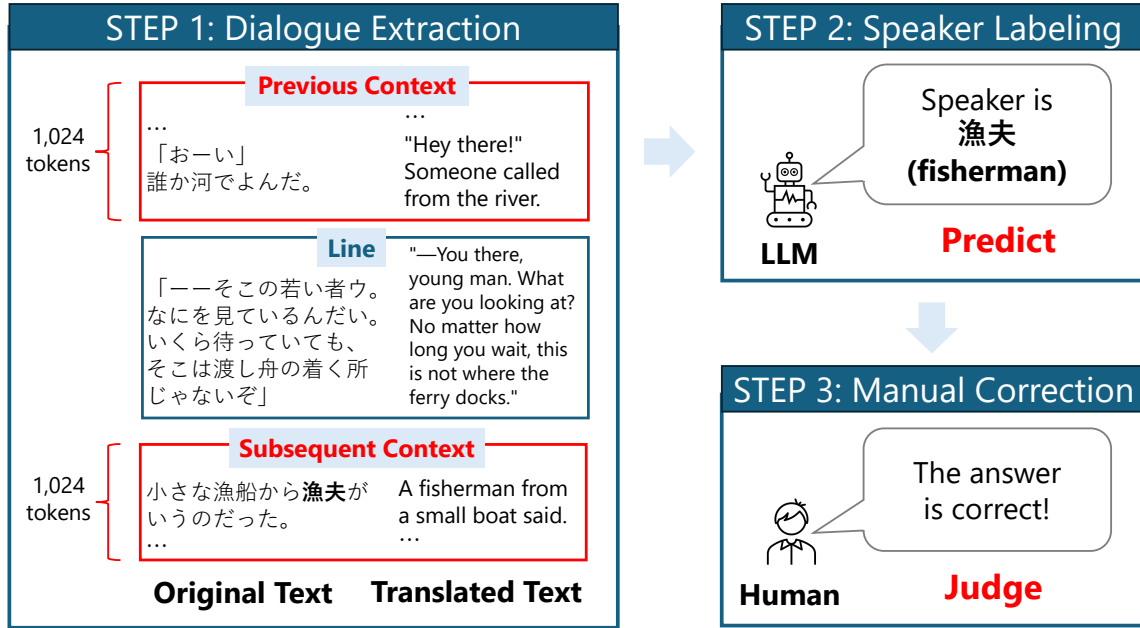 STEP 1: Dialogue Extraction
Previous Context
1,024
tokens
…
「おーい」
誰か河でよんだ。
…
"Hey there!"
Someone called
from the river.
Line
「ーーそこの若い者ウ。
なにを見ているんだい。
いくら待っていても、
そこは渡し舟の着く所
じゃないぞ」
"—You there,
young man. What
are you looking at?
No matter how
long you wait, this
is not where the
ferry docks."
Subsequent Context
1,024
tokens
小さな漁船から漁夫が
いうのだった。
…
A fisherman from
a small boat said.
…
Original Text
Translated Text
STEP 2: Speaker Labeling
Speaker is
漁夫
(fisherman)
LLM
Predict
STEP 3: Manual Correction
The answer
is correct!
Human
Judge